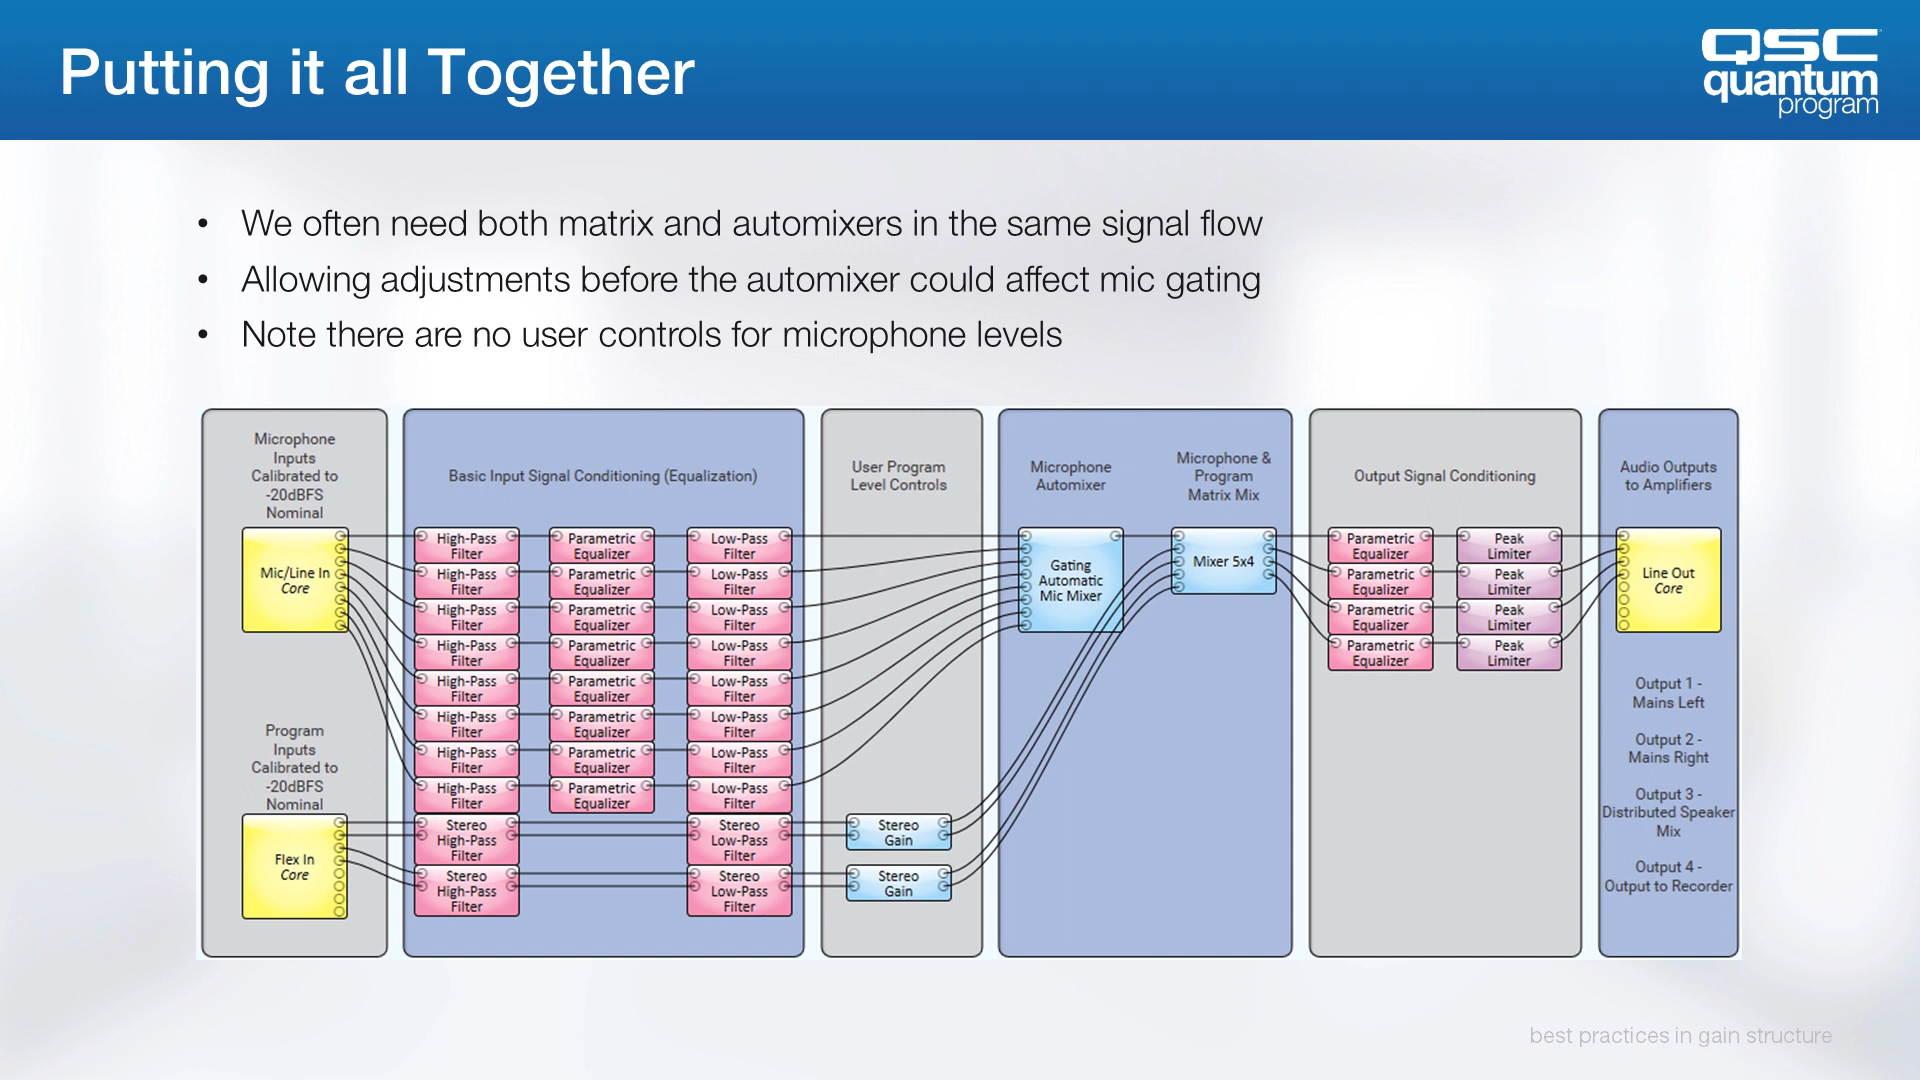 Putting it all Together
QSC
quantum
program
• We often need both matrix and automixers in the same signal flow
• Allowing adjustments before the automixer could affect mic gating
• Note there are no user controls for microphone levels
Microphone
Inputs
Calibrated to
-20dBFS
Nominal
Mic/Line In
Core
Program
Inputs
Calibrated to
-20dBFS
Nominal
Flex In
Core
Basic Input Signal Conditioning (Equalization)
High-Pass
Filter
Parametric
Equalizer
Low-Pass
Filter
High-Pass
Filter
Parametric
Equalizer
Low-Pass
Filter
High-Pass
Filter
Parametric
Equalizer
Low-Pass
Filter
High-Pass
Filter
Parametric
Equalizer
Low-Pass
Filter
High-Pass
Filter
Parametric
Equalizer
Low-Pass
Filter
High-Pass
Filter
Parametric
Equalizer
Low-Pass
Filter
High-Pass
Filter
Parametric
Equalizer
Low-Pass
Filter
High-Pass
Filter
Parametric
Equalizer
Low-Pass
Filter
Stereo
High-Pass
Filter
Stereo
Low-Pass
Filter
Stereo
High-Pass
Filter
Stereo
Low-Pass
Filter
User Program
Level Controls
Stereo
Gain
Stereo
Gain
Microphone
Automixer
Gating
Automatic
Mic Mixer
Microphone &
Program
Matrix Mix
Mixer 5x4
Output Signal Conditioning
Parametric
Equalizer
Peak
Limiter
Parametric
Equalizer
Peak
Limiter
Parametric
Equalizer
Peak
Limiter
Parametric
Equalizer
Peak
Limiter
Audio Outputs
to Amplifiers
Line Out
Core
Output 1 -
Mains Left
Output 2 -
Mains Right
Output 3 -
Distributed Speaker
Mix
Output 4 -
Output to Recorder
best practices in gain structure